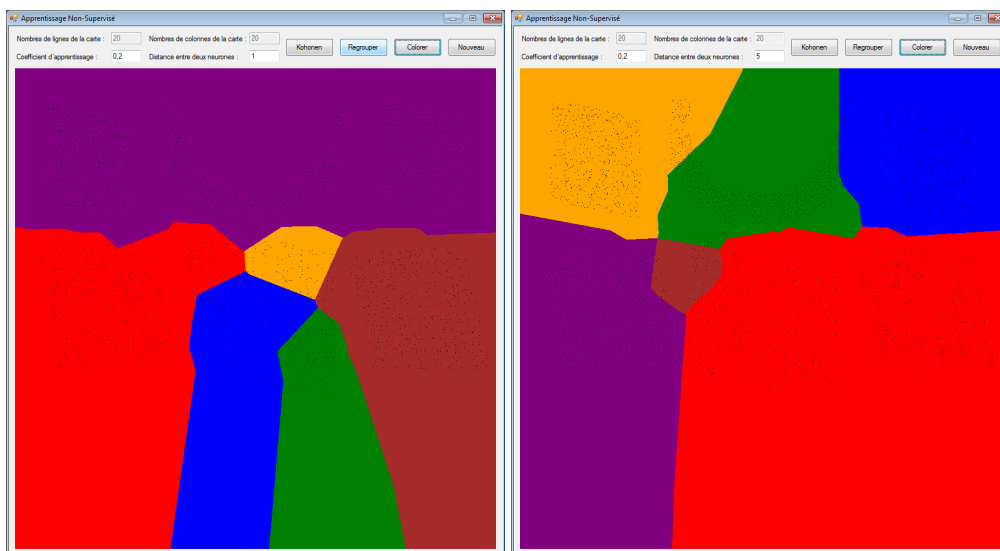 Apprentissage Non-Supervisé
Nombres de lignes de la carte : 20 Nombres de colonnes de la carte : 20
Coefficient d'apprentissage : 0,2 Distance entre deux neurones : 1
Kohonen Regrouper Colorer Nouveau
Apprentissage Non-Supervisé
Nombres de lignes de la carte : 20 Nombres de colonnes de la carte : 20
Coefficient d'apprentissage : 0,2 Distance entre deux neurones : 5
Kohonen Regrouper Colorer Nouveau